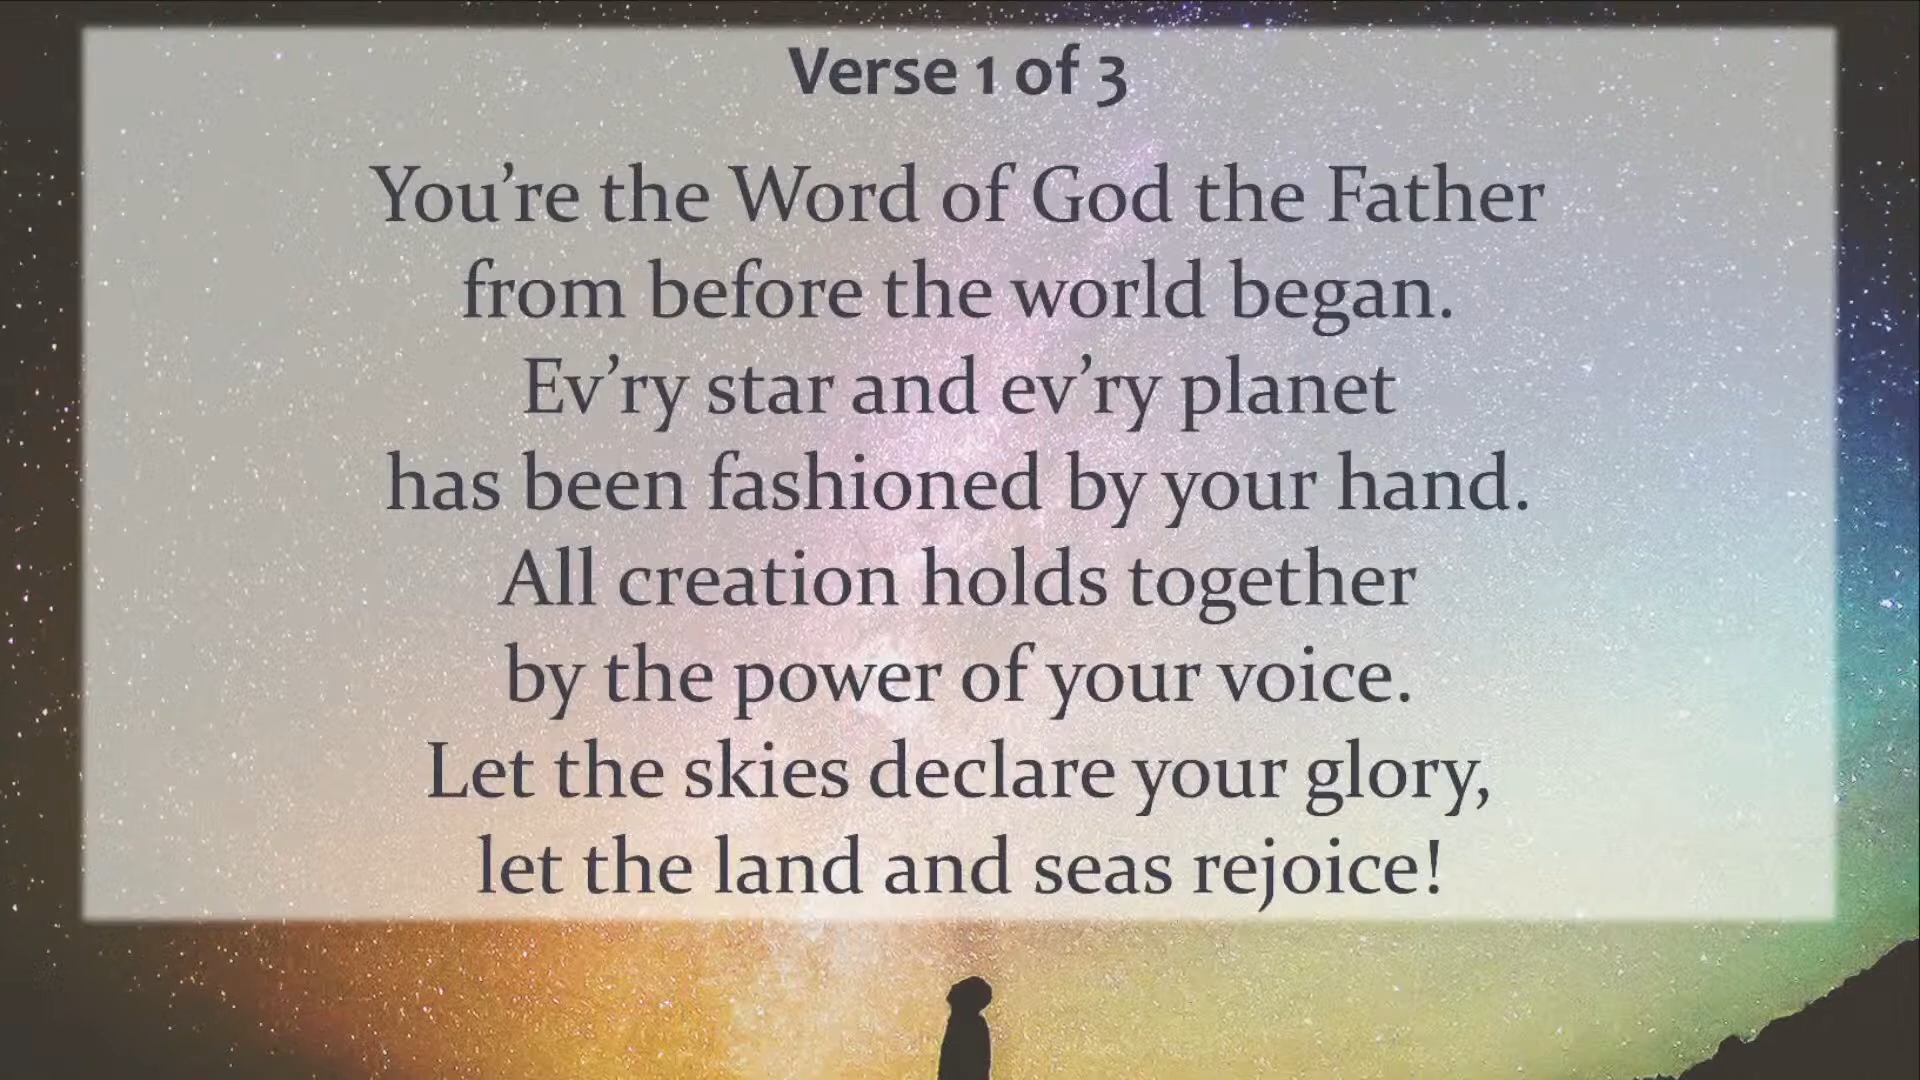 Verse 1 of 3
You’re the Word of God the Father
from before the world began.
Ev’ry star and ev’ry planet
has been fashioned by your hand.
All creation holds together
by the power of your voice.
Let the skies declare your glory,
let the land and seas rejoice!